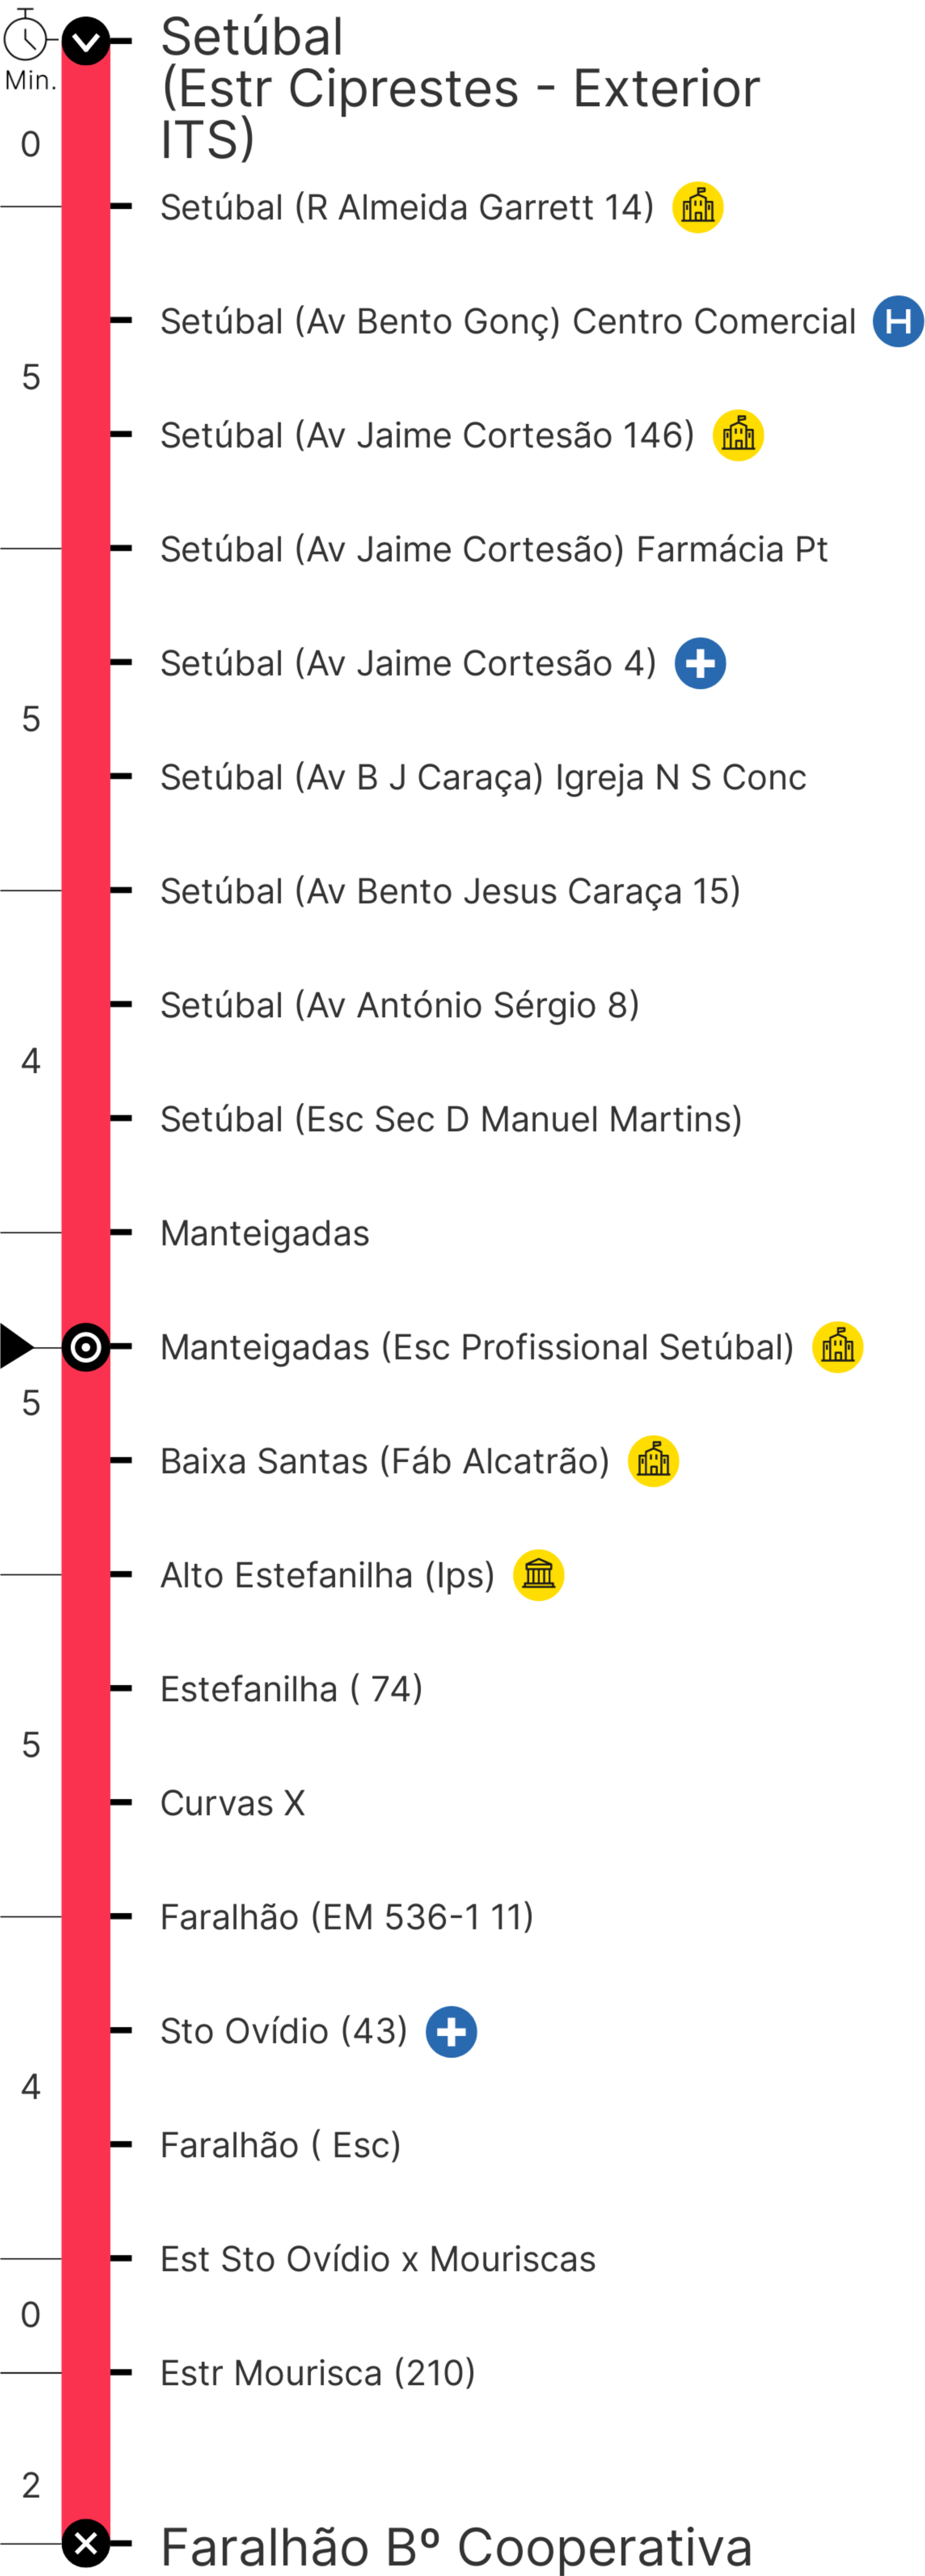 Setúbal
(Estr Ciprestes - Exterior
ITS)
Min.
0
Setúbal (R Almeida Garrett 14)
Setúbal (Av Bento Gonç) Centro Comercial H
5
Setúbal (Av Jaime Cortesão 146)
Setúbal (Av Jaime Cortesão) Farmácia Pt
Setúbal (Av Jaime Cortesão 4)
5
Setúbal (Av B J Caraça) Igreja N S Conc
Setúbal (Av Bento Jesus Caraça 15)
Setúbal (Av António Sérgio 8)
4
Setúbal (Esc Sec D Manuel Martins)
Manteigadas
Manteigadas (Esc Profissional Setúbal)
5
Baixa Santas (Fáb Alcatrão)
Alto Estefanilha (Ips)
Estefanilha ( 74)
5
Curvas X
Faralhão (EM 536-1 11)
Sto Ovídio (43)
4
Faralhão ( Esc)
Est Sto Ovídio x Mouriscas
0
Estr Mourisca (210)
2
Faralhão Bº Cooperativa